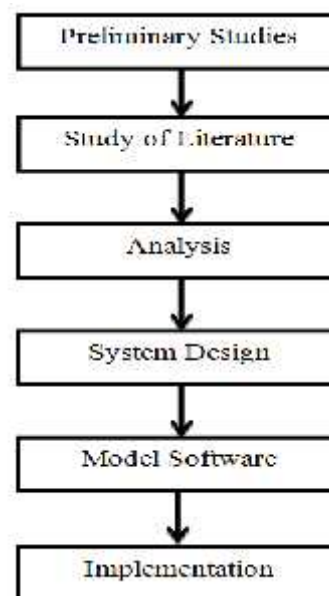 Preliminary Studies
Study of Literature
Analysis
System Design
Model Software
Implementation